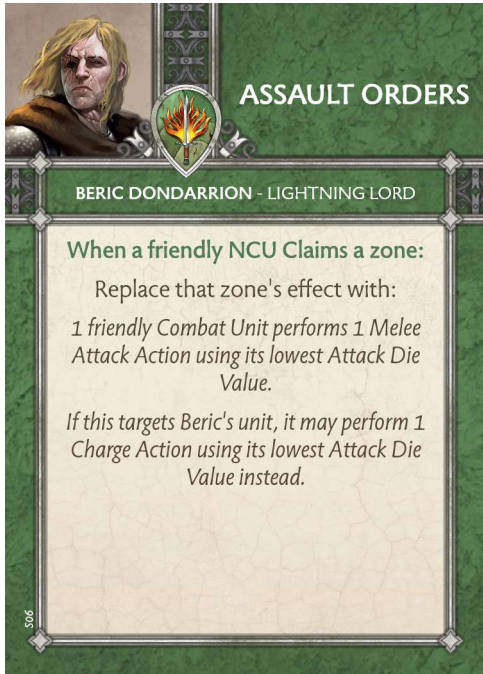 ASSAULT ORDERS
BERIC DONDARRION - LIGHTNING LORD
When a friendly NCU Claims a zone:
Replace that zone's effect with:
1 friendly Combat Unit performs 1 Melee
Attack Action using its lowest Attack Die
Value.
If this targets Beric's unit, it may perform 1
Charge Action using its lowest Attack Die
Value instead.
S06